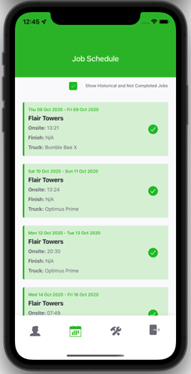 12:45
Job Schedule
Show Historical and Not Completed Jobs
Thu 08 Oct 2020 - Fri 09 Oct 2020
Flair Towers
Onsite: 13:21
Finish: N/A
Truck: Bumble Bee X
Sat 10 Oct 2020 - Sun 11 Oct 2020
Flair Towers
Onsite: 13:24
Finish: N/A
Truck: Optimus Prime
Mon 12 Oct 2020 - Tue 13 Oct 2020
Flair Towers
Onsite: 20:30
Finish: N/A
Truck: Optimus Prime
Wed 14 Oct 2020 - Fri 16 Oct 2020
Flair Towers
Onsite: 07:49